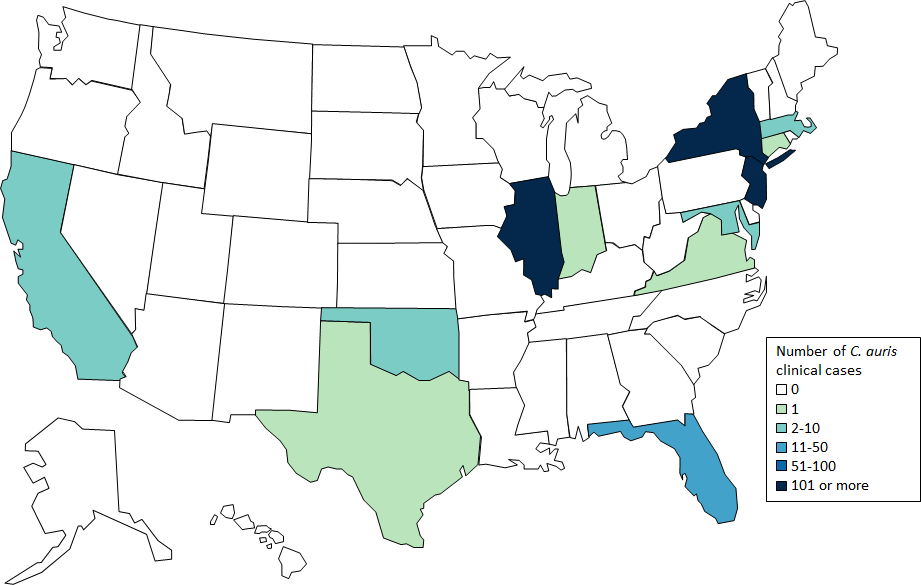 Number of C. auris
clinical cases
0
1
2-10
11-50
51-100
101 or more